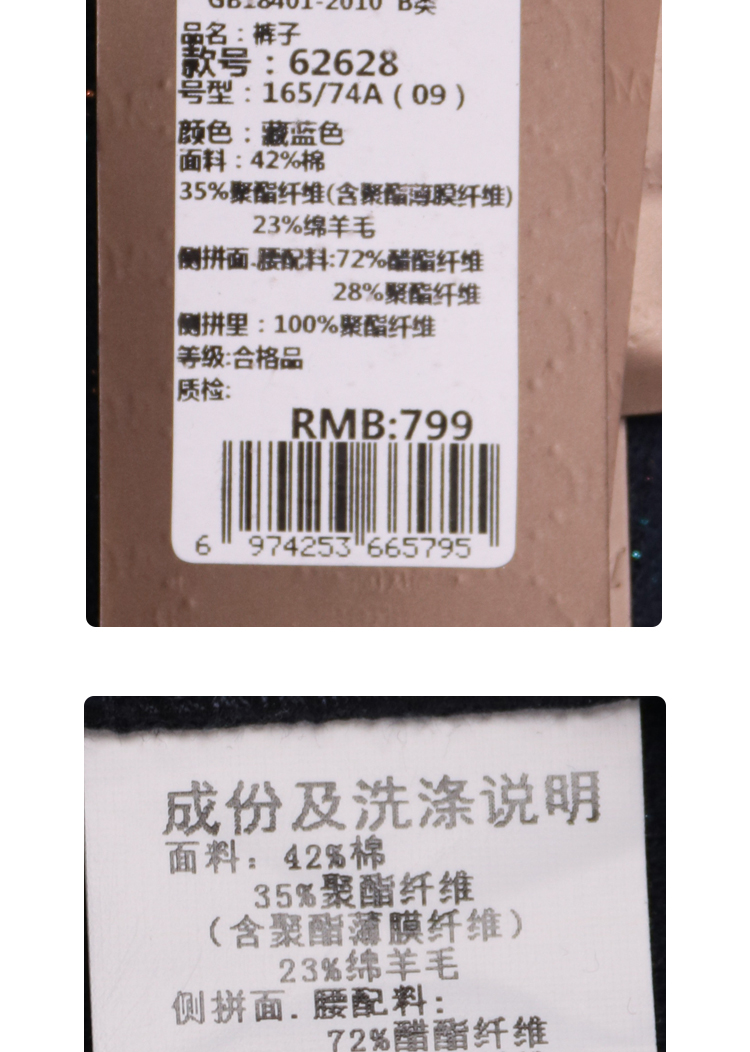 GB18401-2010 B类
品名：裤子
款号：62628
号型：165/74A（09）
颜色：藏蓝色
面料：42%棉
35%聚酯纤维(含聚酯薄膜纤维)
23%绵羊毛
侧拼面.腰配料:72%醋酯纤维
28%聚酯纤维
侧拼里：100%聚酯纤维
等级:合格品
质检:
RMB:799
6 974253 665795
成份及洗涤说明
面料：42%棉
35%聚酯纤维
（含聚酯薄膜纤维）
23%绵羊毛
侧拼面.腰配料:
72%醋酯纤维